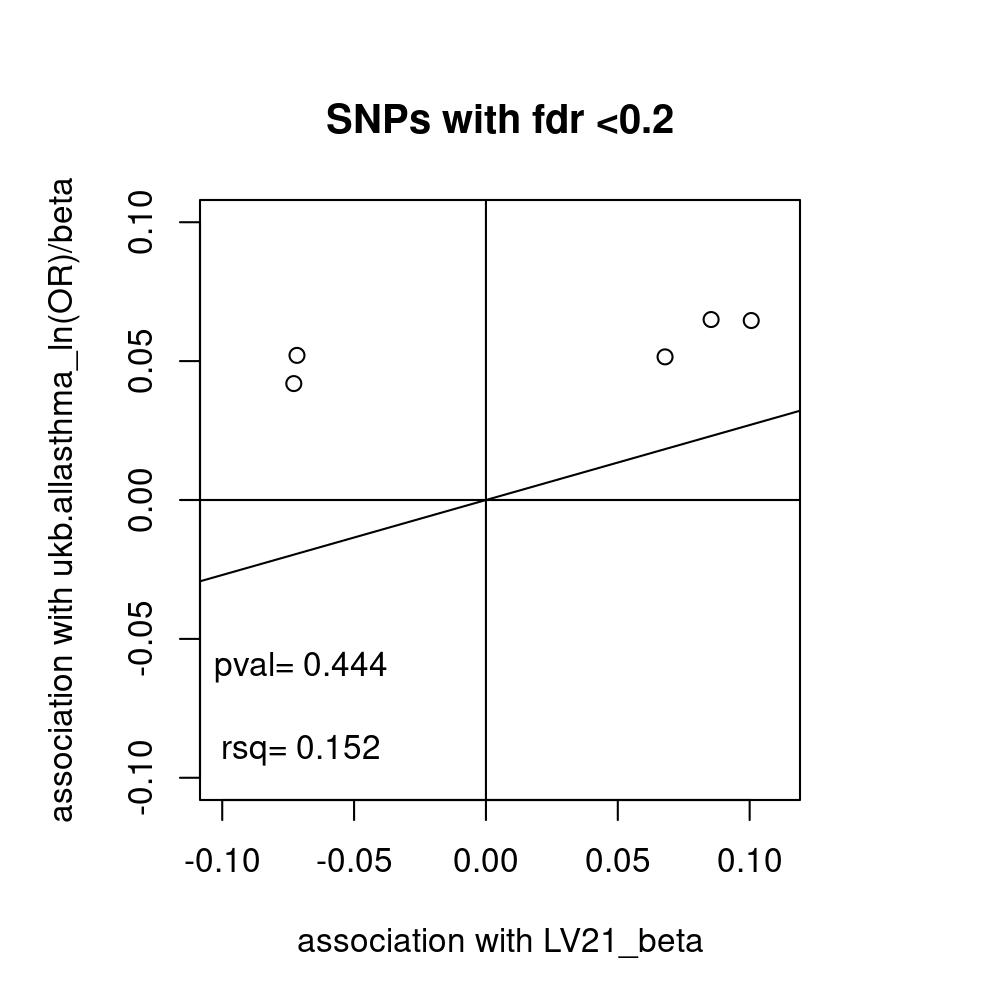 SNPs with fdr <0.2
association with ukb.allasthma_ln(OR)/beta
0.10
0.05
0.00
-0.05
-0.10
pval= 0.444
rsq= 0.152
-0.10 -0.05 0.00 0.05 0.10
association with LV21_beta